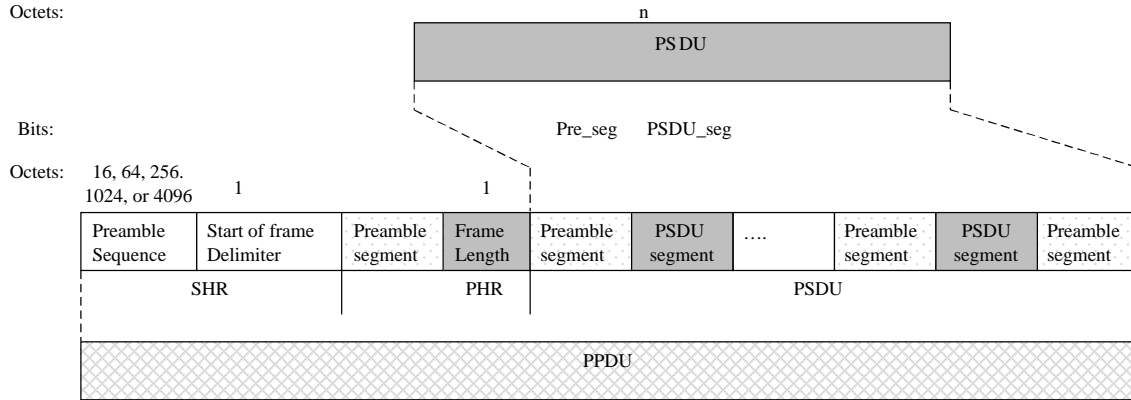 Octets:
n
PSDU
Bits:
Pre_seg PSDU_seg
Octets:
16, 64, 256.
1024, or 4096
1
1
Preamble
Sequence
Start of frame
Delimiter
Preamble
segment
Frame
Length
Preamble
segment
PSDU
segment
....
Preamble
segment
PSDU
segment
Preamble
segment
SHR
PHR
PSDU
PPDU